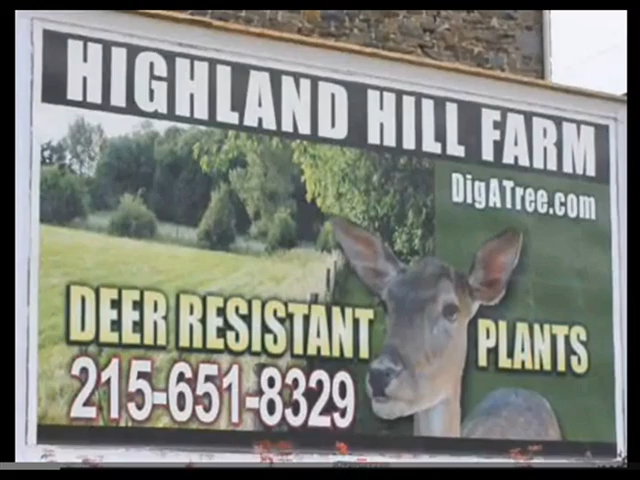 HIGHLAND HILL FARM
DigATree.com
DEER RESISTANT PLANTS
215-651-8329